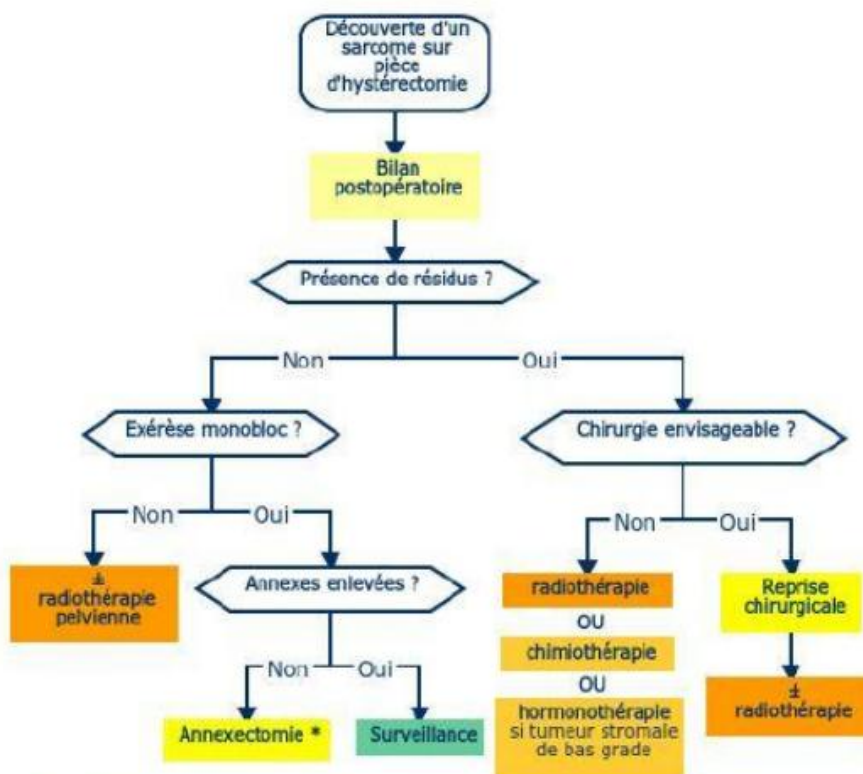 Découverte d'un
sarcome sur
pièce
d'hystérectomie
Bilan
postopératoire
Présence de résidus ?
Non
Oui
Exérèse monobloc ?
Chirurgie envisageable ?
Non
Oui
Non
Oui
±
radiothérapie
pelvienne
Annexes enlevées ?
radiothérapie
OU
chimiothérapie
OU
hormonothérapie
si tumeur stromale
de bas grade
Reprise
chirurgicale
±
radiothérapie
Non
Oui
Annexectomie *
Surveillance